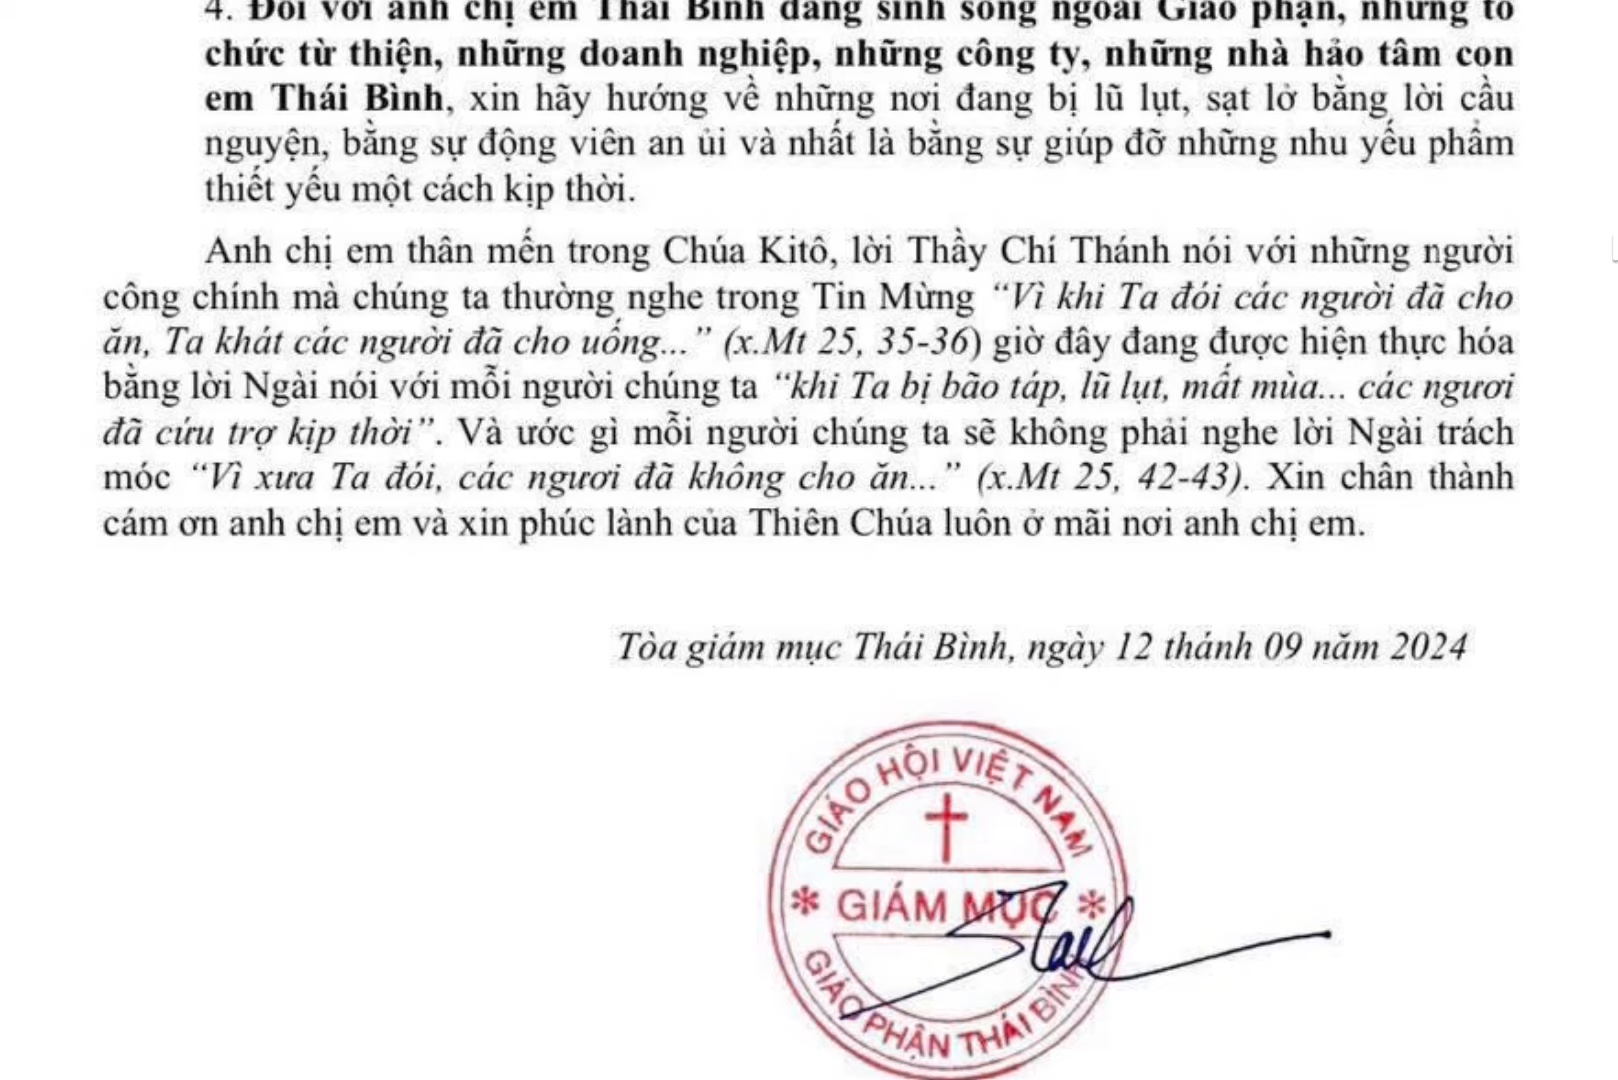 4. Đối với anh chị em Thái Bình đang sinh sống ngoài Giáo phận, những tổ
chức từ thiện, những doanh nghiệp, những công ty, những nhà hảo tâm con
em Thái Bình, xin hãy hướng về những nơi đang bị lũ lụt, sạt lở bằng lời cầu
nguyện, bằng sự động viên an ủi và nhất là bằng sự giúp đỡ những nhu yếu phẩm
thiết yếu một cách kịp thời.
Anh chị em thân mến trong Chúa Kitô, lời Thầy Chí Thánh nói với những người
công chính mà chúng ta thường nghe trong Tin Mừng “Vì khi Ta đói các người đã cho
ăn, Ta khát các người đã cho uống...” (x.Mt 25, 35-36) giờ đây đang được hiện thực hóa
bằng lời Ngài nói với mỗi người chúng ta “khi Ta bị bão táp, lũ lụt, mất mùa... các ngươi
đã cứu trợ kịp thời”. Và ước gì mỗi người chúng ta sẽ không phải nghe lời Ngài trách
móc “Vì xưa Ta đói, các ngươi đã không cho ăn...” (x.Mt 25, 42-43). Xin chân thành
cám ơn anh chị em và xin phúc lành của Thiên Chúa luôn ở mãi nơi anh chị em.
Tòa giám mục Thái Bình, ngày 12 tháng 09 năm 2024
GIÁO HỘI VIỆT NAM
* GIÁM MỤC *
GIÁO PHẬN THÁI BÌNH